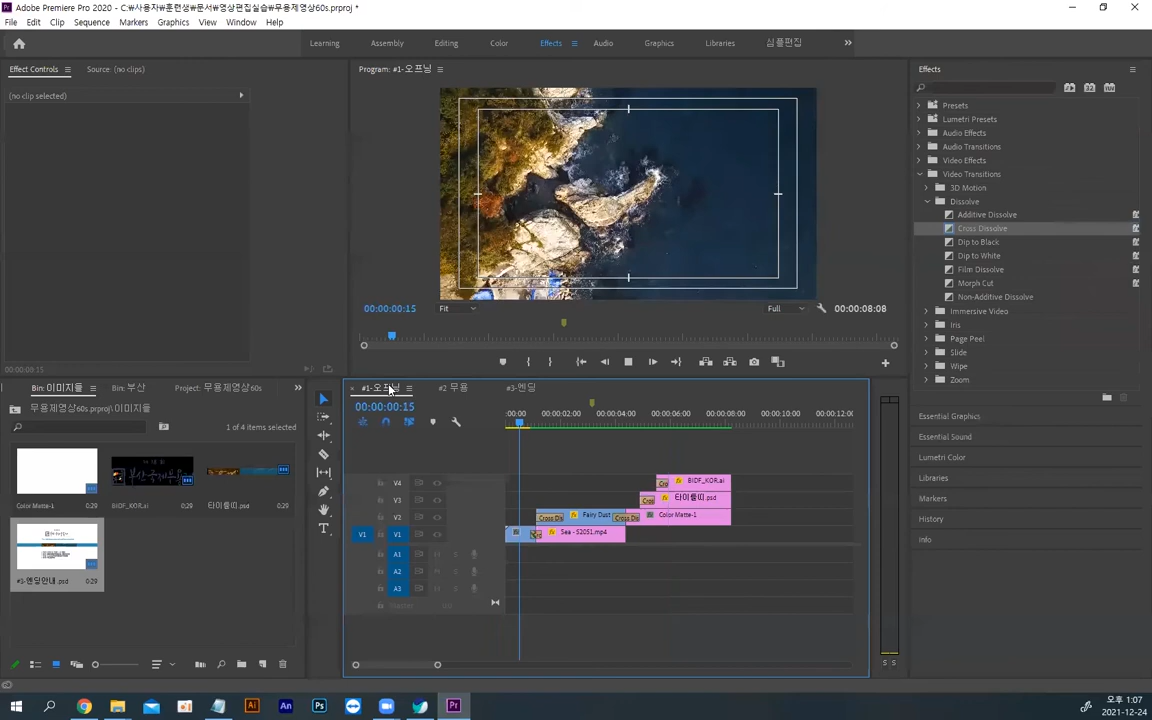 Adobe Premiere Pro 2020 - C:₩사용자₩훈련생₩문서₩영상편집실습₩무용제영상60s.prproj *
File Edit Clip Sequence Markers Graphics View Window Help
Learning Assembly Editing Color Effects Audio Graphics Libraries 심플편집
Effect Controls Source: (no clips)
(no clip selected)
00:00:00:15
Program: #1-오프닝
00:00:00:15 Fit Full 00:00:08:08
Effects
Presets
Lumetri Presets
Audio Effects
Audio Transitions
Video Effects
Video Transitions
3D Motion
Dissolve
Additive Dissolve
Cross Dissolve
Dip to Black
Dip to White
Film Dissolve
Morph Cut
Non-Additive Dissolve
Immersive Video
Iris
Page Peel
Slide
Wipe
Zoom
Essential Graphics
Essential Sound
Lumetri Color
Libraries
Markers
History
Info
Bin: 이미지들 Bin: 부산 Project: 무용제영상60s
무용제영상60s.prproj₩이미지들
1 of 4 items selected
Color Matte-1 0:29 BIDF_KOR.ai 0:29 타이틀띠.psd 0:29
#3-엔딩안내 .psd 0:29
#1-오프닝 #2 무용 #3-엔딩
00:00:00:15
:00:00 00:00:02:00 00:00:04:00 00:00:06:00 00:00:08:00 00:00:10:00 00:00:12:00
V4 Cro BIDF_KOR.ai
V3 Cros 타이틀띠.psd
V2 Cross Dis Fairy Dust Cross Dis Color Matte-1
V1 V1 Sea - 52051.mp4
A1 M S
A2 M S
A3 M S
S S
오후 1:07
2021-12-24